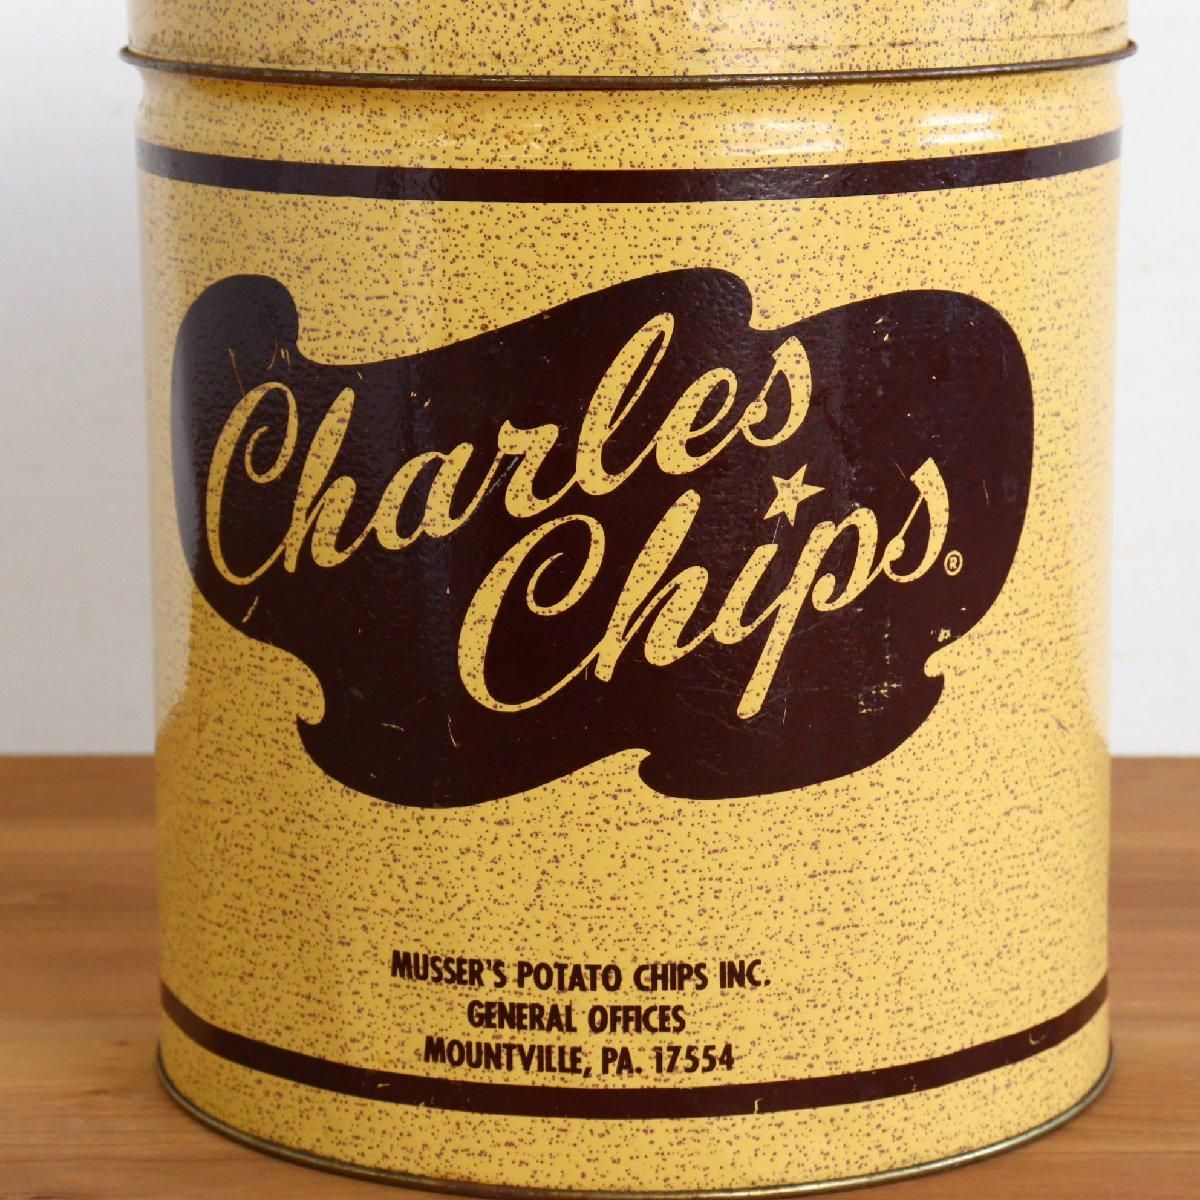 Charles
Chips®
MUSSER'S POTATO CHIPS INC.
GENERAL OFFICES
MOUNTVILLE, PA. 17554